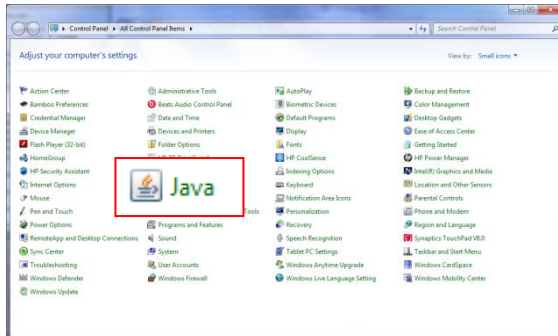 Control Panel ▸ All Control Panel Items ▸
Search Control Panel
Adjust your computer's settings
View by: Small icons
Action Center
Administrative Tools
AutoPlay
Backup and Restore
Bamboo Preferences
Beats Audio Control Panel
Biometric Devices
Color Management
Credential Manager
Date and Time
Default Programs
Desktop Gadgets
Device Manager
Devices and Printers
Display
Ease of Access Center
Flash Player (32-bit)
Folder Options
Fonts
Getting Started
HomeGroup
HP CoolSense
HP Power Manager
HP Security Assistant
Indexing Options
Intel(R) Graphics and Media
Internet Options
Java
Keyboard
Location and Other Sensors
Mouse
Notification Area Icons
Parental Controls
Pen and Touch
Tools
Personalization
Phone and Modem
Power Options
Programs and Features
Recovery
Region and Language
RemoteApp and Desktop Connections
Sound
Speech Recognition
Synaptics TouchPad V8.0
Sync Center
System
Tablet PC Settings
Taskbar and Start Menu
Troubleshooting
User Accounts
Windows Anytime Upgrade
Windows CardSpace
Windows Defender
Windows Firewall
Windows Live Language Setting
Windows Mobility Center
Windows Update